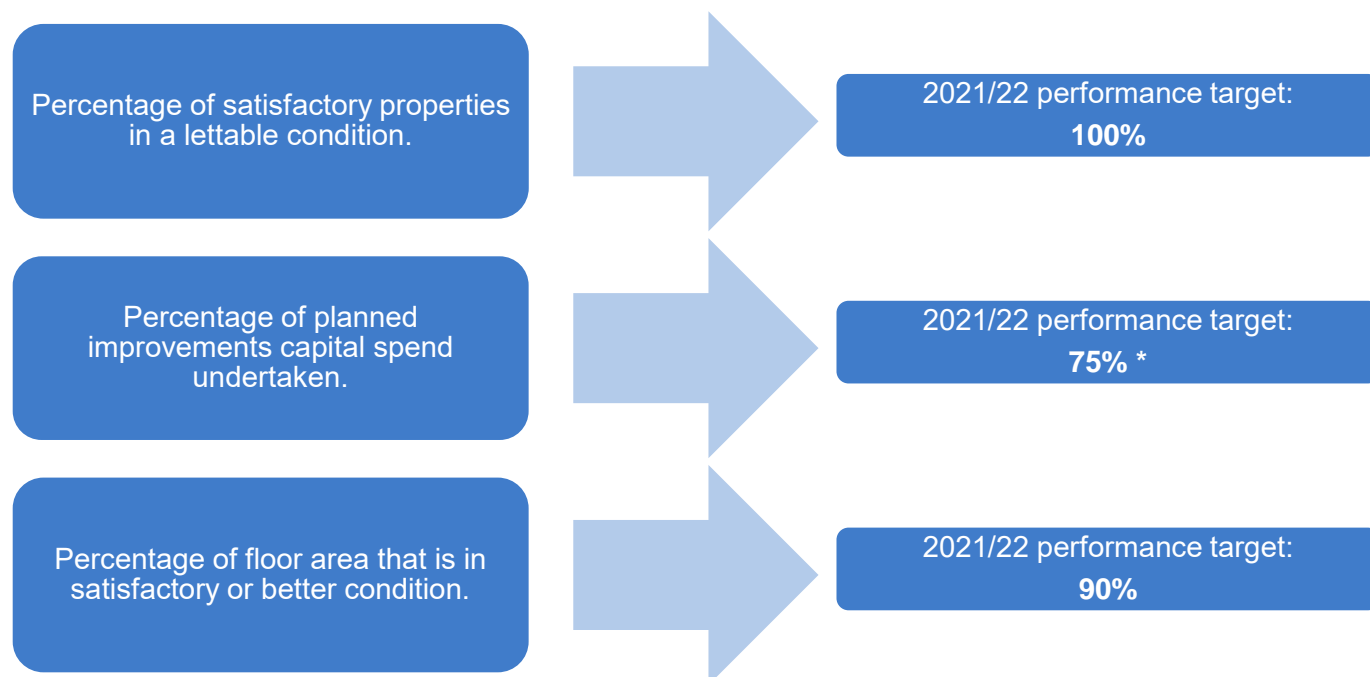 Percentage of satisfactory properties
in a lettable condition.
2021/22 performance target:
100%
Percentage of planned
improvements capital spend
undertaken.
2021/22 performance target:
75% *
Percentage of floor area that is in
satisfactory or better condition.
2021/22 performance target:
90%